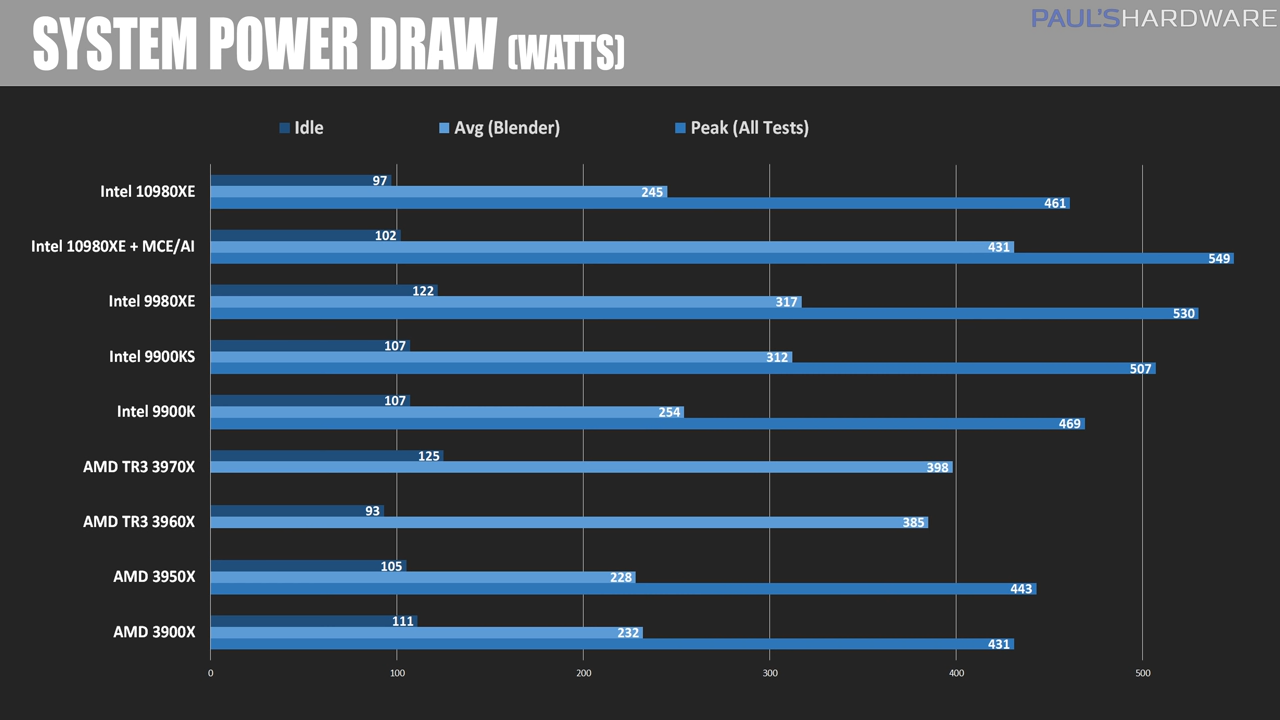 SYSTEM POWER DRAW (WATTS)
PAUL'SHARDWARE
Idle
Avg (Blender)
Peak (All Tests)
Intel 10980XE
97
245
461
Intel 10980XE + MCE/AI
102
431
549
Intel 9980XE
122
317
530
Intel 9900KS
107
312
507
Intel 9900K
107
254
469
AMD TR3 3970X
125
398
AMD TR3 3960X
93
385
AMD 3950X
105
228
443
AMD 3900X
111
232
431
0 100 200 300 400 500